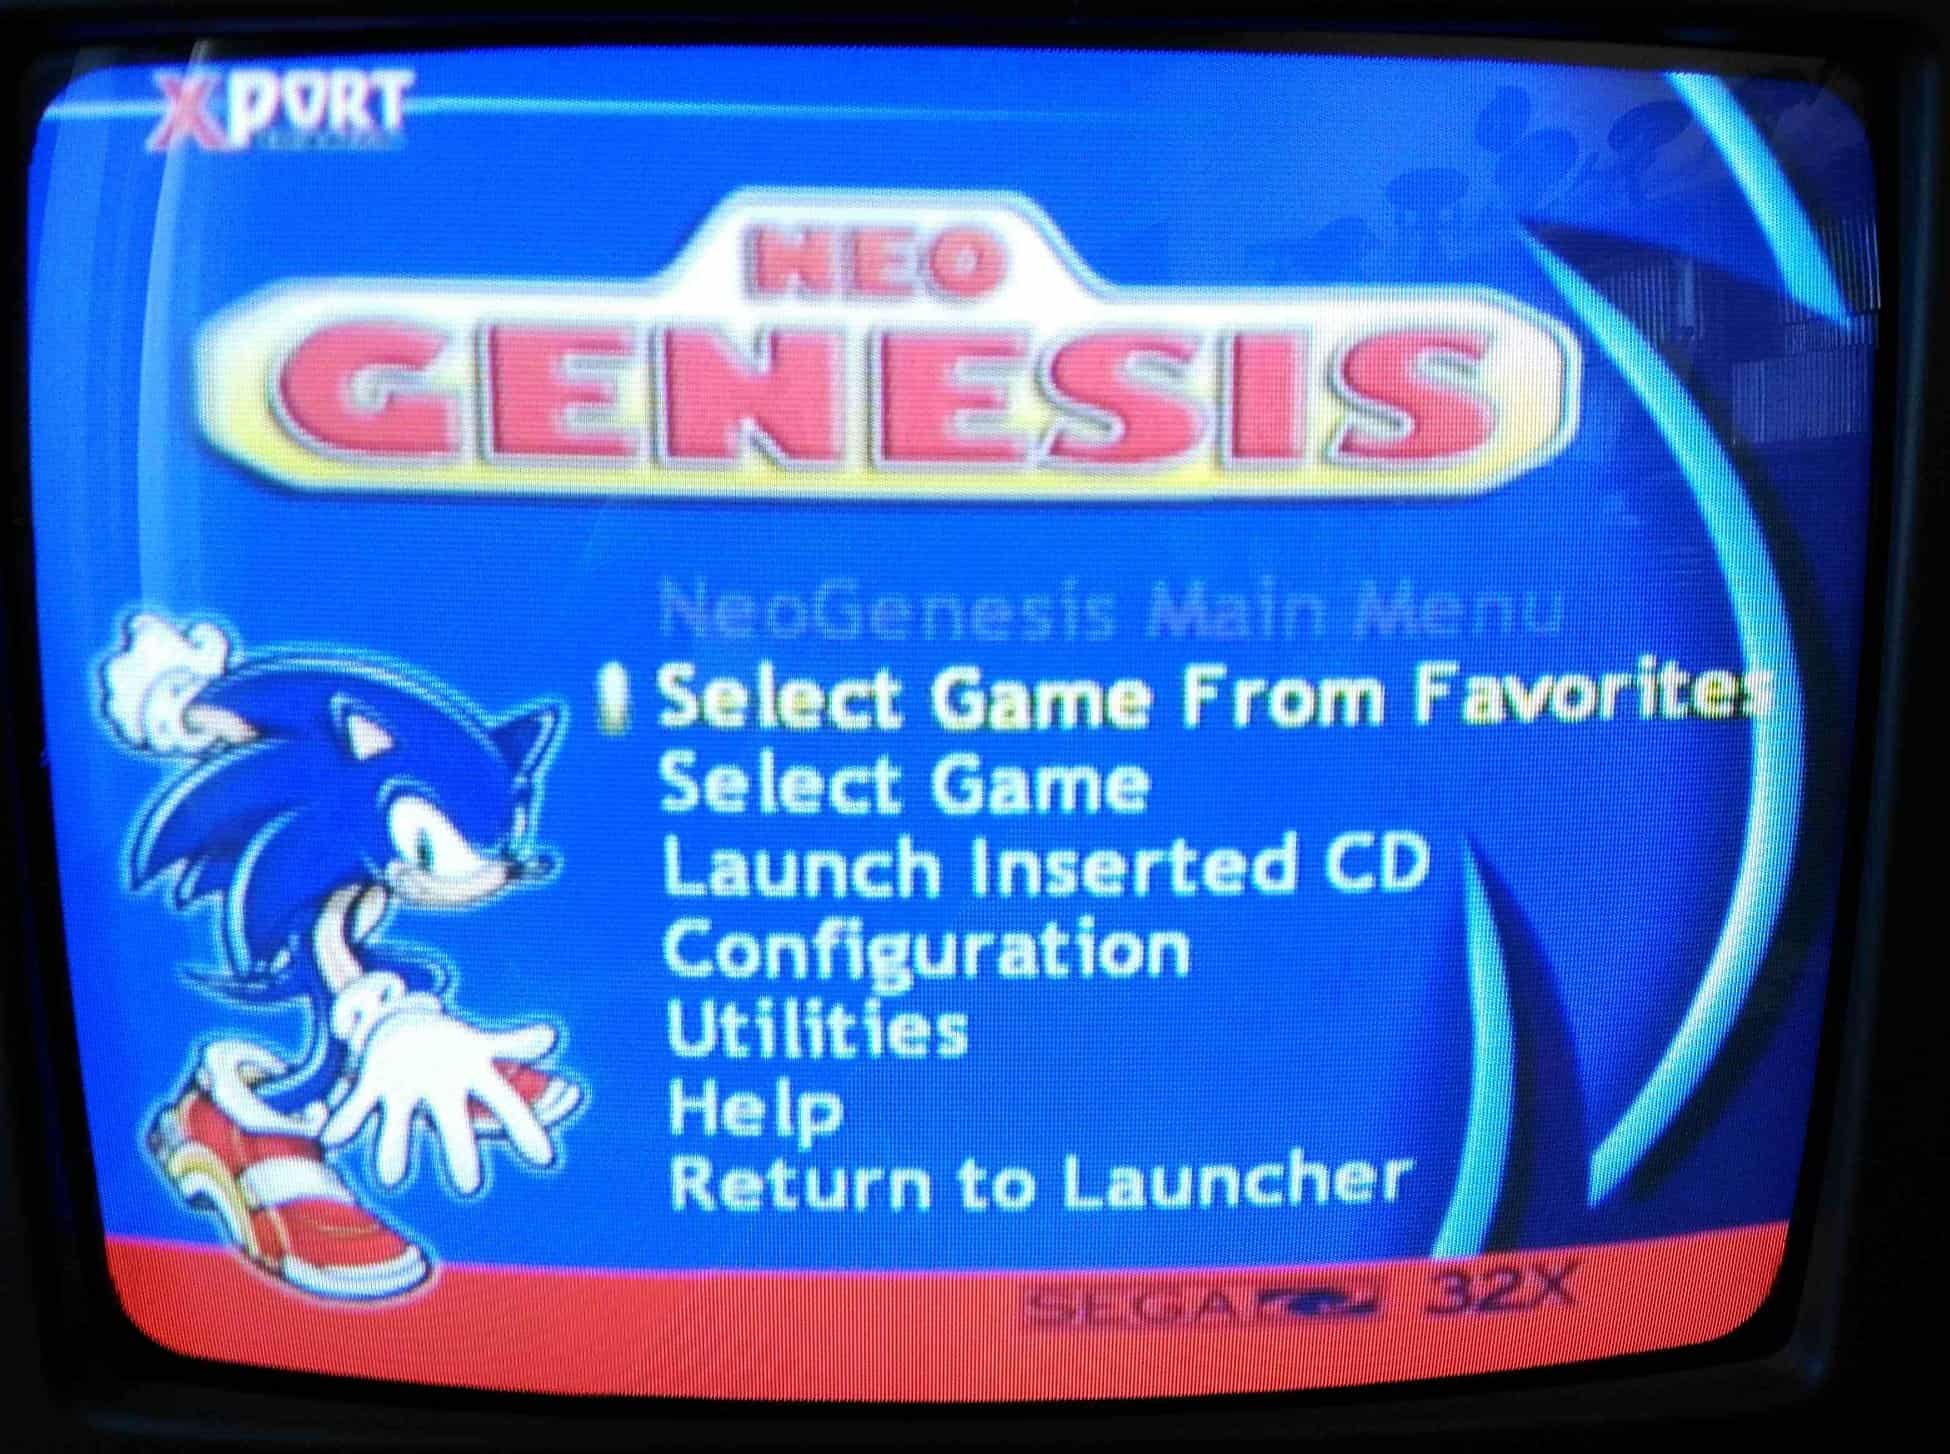 XPORT
NEO
GENESIS
NeoGenesis Main Menu
Select Game From Favorites
Select Game
Launch Inserted CD
Configuration
Utilities
Help
Return to Launcher
SEGA 32X